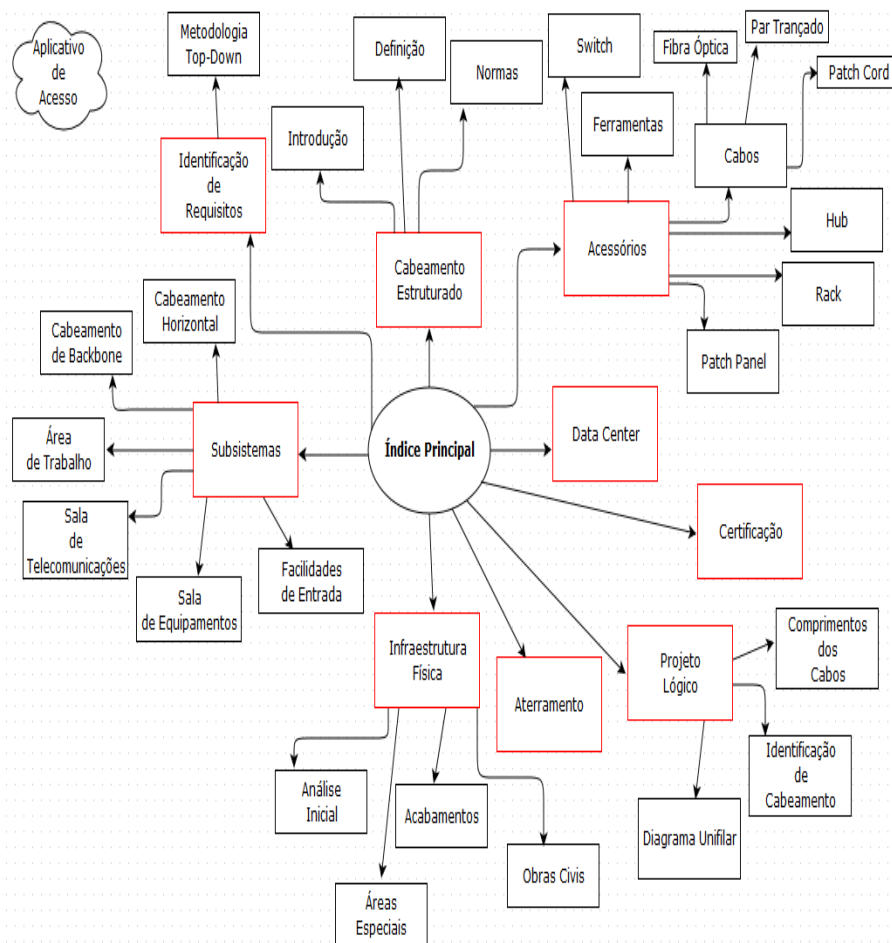 Aplicativo
de
Acesso
Metodologia
Top-Down
Definição
Normas
Switch
Fibra Óptica
Par Trançado
Patch Cord
Introdução
Ferramentas
Cabos
Identificação
de
Requisitos
Cabeamento
Estruturado
Acessórios
Hub
Rack
Patch Panel
Cabeamento
Horizontal
Cabeamento
de Backbone
Área
de Trabalho
Subsistemas
Índice Principal
Data Center
Certificação
Sala
de
Telecomunicações
Sala
de Equipamentos
Facilidades
de Entrada
Infraestrutura
Física
Aterramento
Projeto
Lógico
Comprimentos
dos
Cabos
Identificação
de
Cabeamento
Diagrama Unifilar
Análise
Inicial
Acabamentos
Obras Civis
Áreas
Especiais